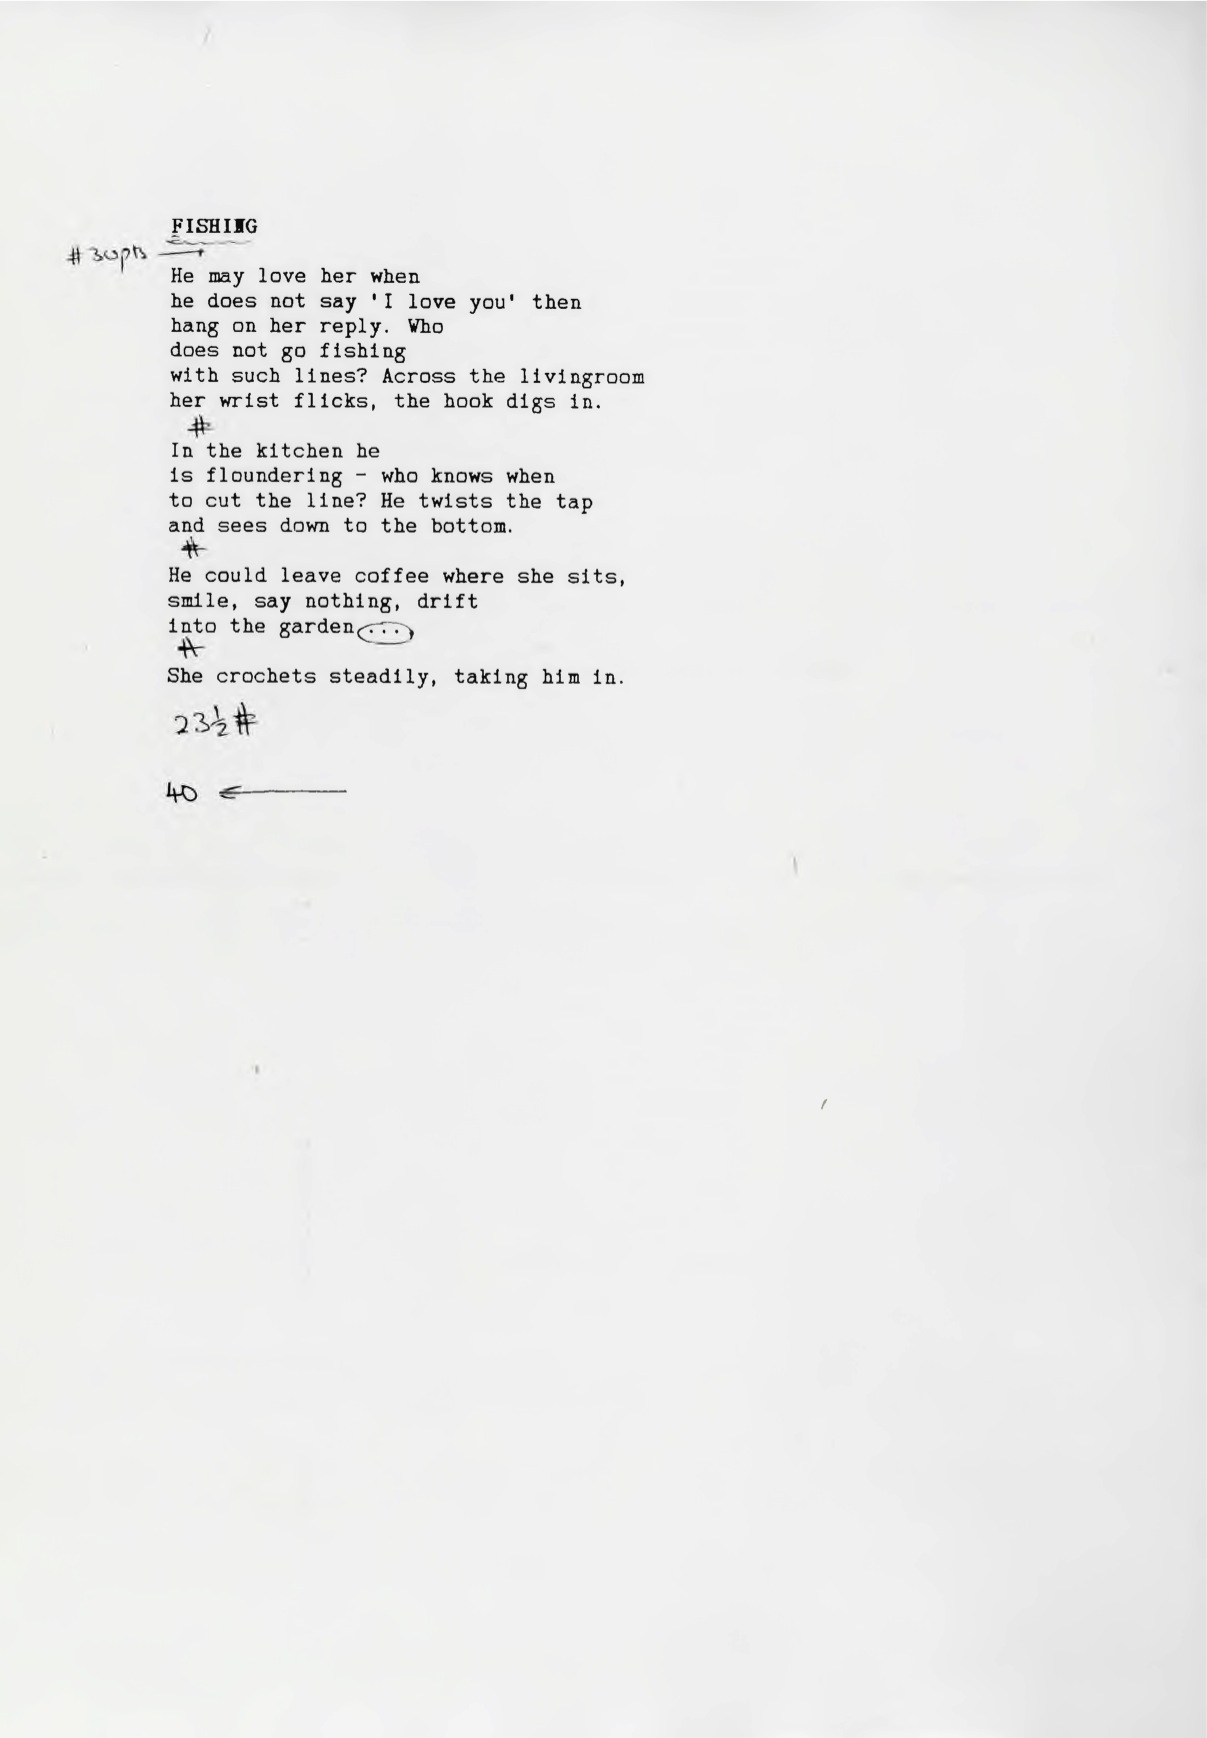 FISHING
# 30pts
He may love her when
he does not say 'I love you' then
hang on her reply. Who
does not go fishing
with such lines? Across the livingroom
her wrist flicks, the hook digs in.
#
In the kitchen he
is floundering - who knows when
to cut the line? He twists the tap
and sees down to the bottom.
#
He could leave coffee where she sits,
smile, say nothing, drift
into the garden...
#
She crochets steadily, taking him in.
23½#
40